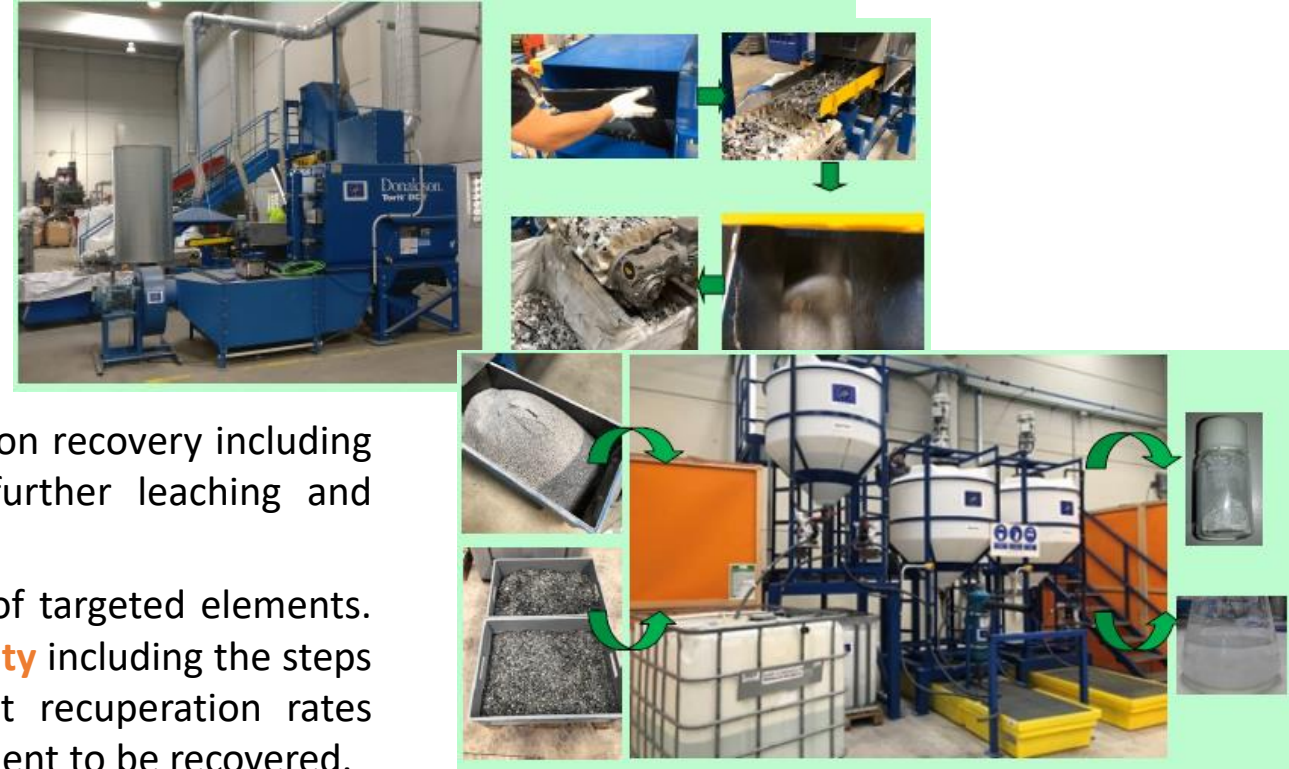 Donaldson.
Torit DCE
on recovery including
further leaching and
of targeted elements.
ty including the steps
t recuperation rates
ent to be recovered.